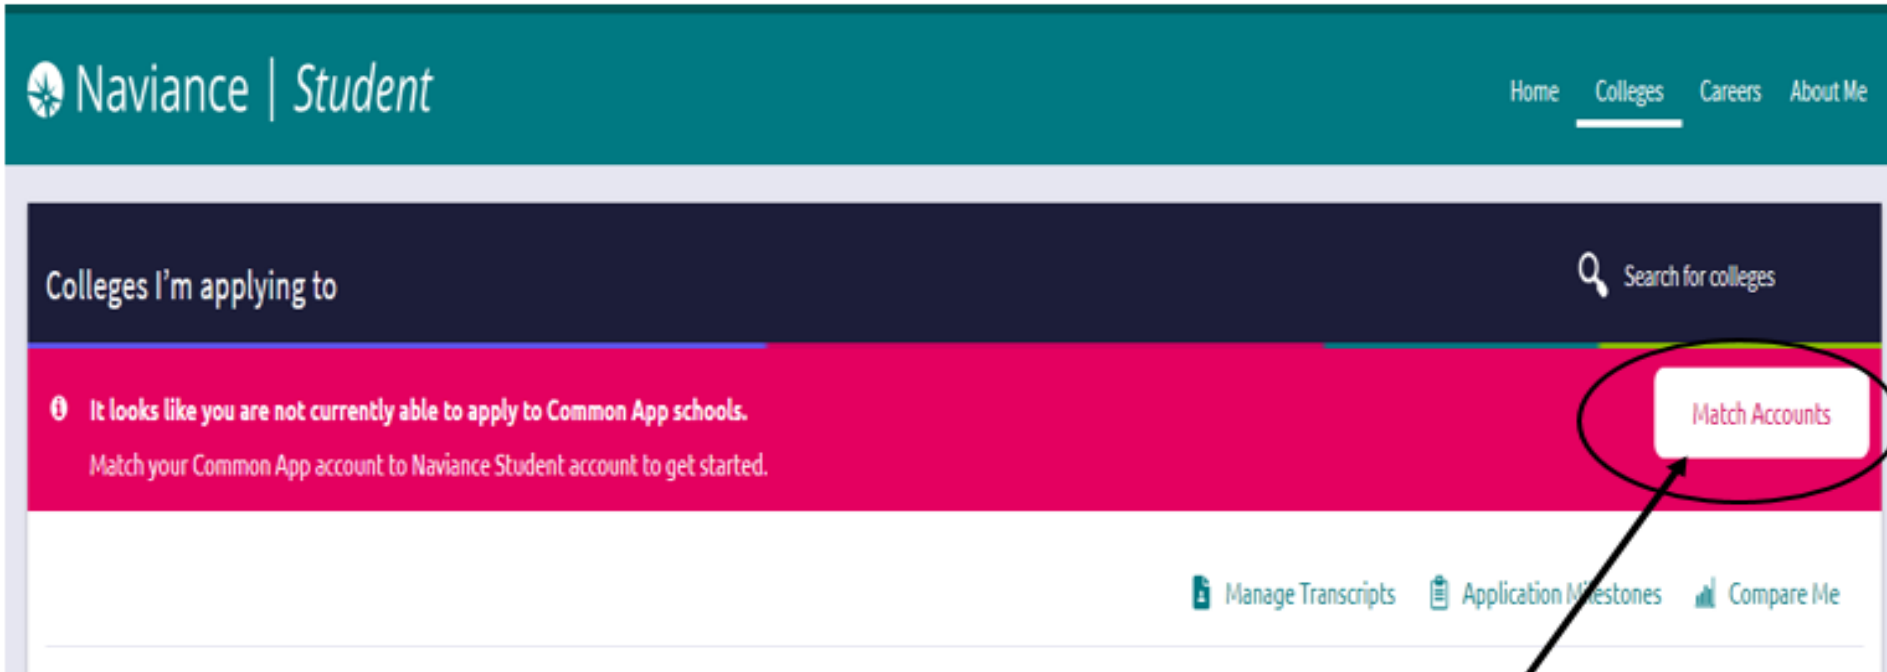 Naviance | Student
Home Colleges Careers About Me
Colleges I'm applying to
Search for colleges
It looks like you are not currently able to apply to Common App schools.
Match your Common App account to Naviance Student account to get started.
Match Accounts
Manage Transcripts Application Milestones Compare Me